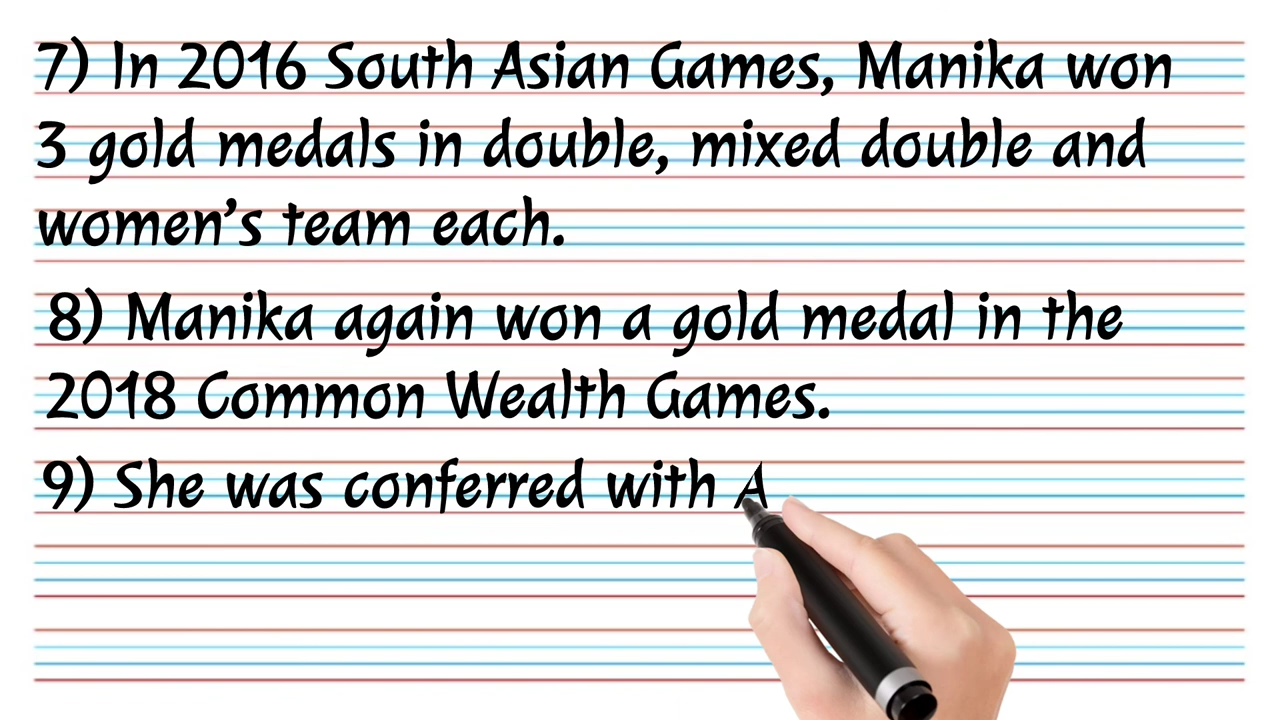 7) In 2016 South Asian Games, Manika won
3 gold medals in double, mixed double and
women's team each.
8) Manika again won a gold medal in the
2018 Common Wealth Games.
9) She was conferred with A